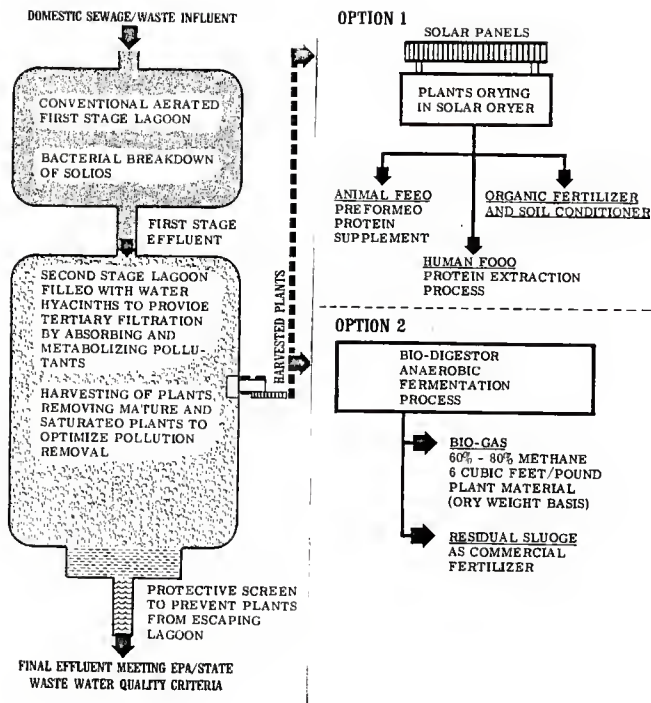 DOMESTIC SEWAGE/WASTE INFLUENT
CONVENTIONAL AERATED
FIRST STAGE LAGOON
BACTERIAL BREAKDOWN
OF SOLIOS
FIRST STAGE
EFFLUENT
SECOND STAGE LAGOON
FILLED WITH WATER
HYACINTHS TO PROVIDE
TERTIARY FILTRATION
BY ABSORBING AND
METABOLIZING POLLU-
TANTS
HARVESTING OF PLANTS,
REMOVING MATURE AND
SATURATEO PLANTS TO
OPTIMIZE POLLUTION
REMOVAL
PROTECTIVE SCREEN
TO PREVENT PLANTS
FROM ESCAPING
LAGOON
FINAL EFFLUENT MEETING EPA/STATE
WASTE WATER QUALITY CRITERIA
HARVESTED PLANTS
OPTION 1
SOLAR PANELS
PLANTS ORYING
IN SOLAR ORYER
ANIMAL FEEO
PREFORMEO
PROTEIN
SUPPLEMENT
ORGANIC FERTILIZER
AND SOIL CONDITIONER
HUMAN FOOO
PROTEIN EXTRACTION
PROCESS
OPTION 2
BIO-DIGESTOR
ANAEROBIC
FERMENTATION
PROCESS
BIO-GAS
60% - 80% METHANE
6 CUBIC FEET/POUND
PLANT MATERIAL
(ORY WEIGHT BASIS)
RESIDUAL SLUOGE
AS COMMERCIAL
FERTILIZER